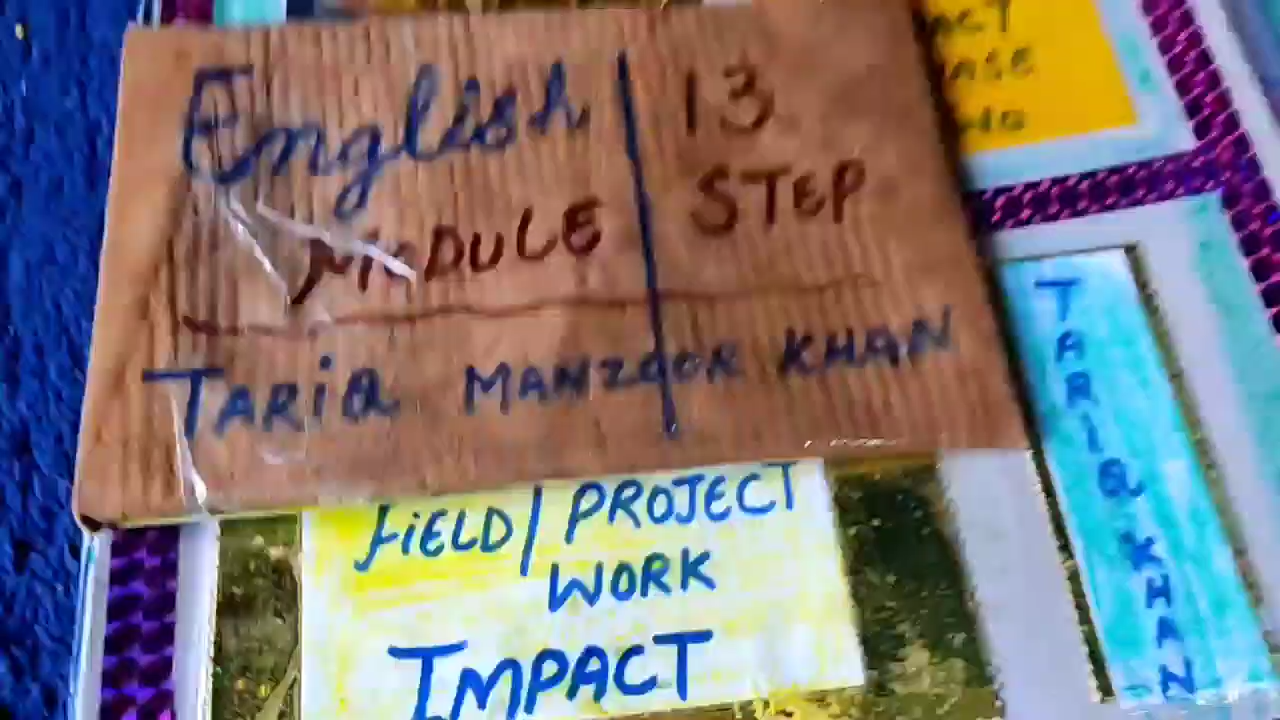 English
MODULE
13
STEP
TARIQ MANZOOR KHAN
FIELD/PROJECT
WORK
IMPACT
TARIQ KHAN